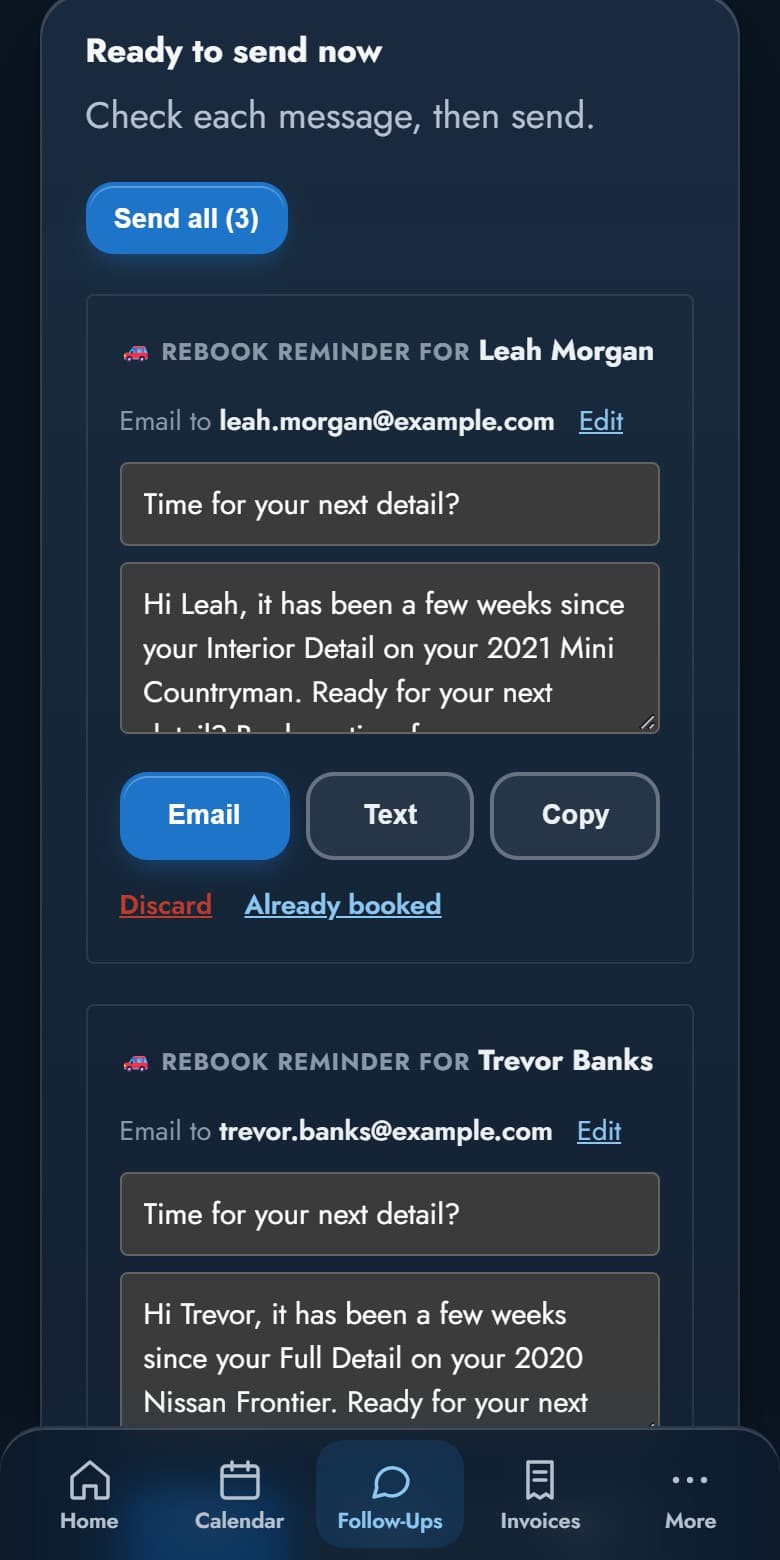 Ready to send now
Check each message, then send.
Send all (3)
REBOOK REMINDER FOR Leah Morgan
Email to leah.morgan@example.com Edit
Time for your next detail?
Hi Leah, it has been a few weeks since
your Interior Detail on your 2021 Mini
Countryman. Ready for your next
Email Text Copy
Discard Already booked
REBOOK REMINDER FOR Trevor Banks
Email to trevor.banks@example.com Edit
Time for your next detail?
Hi Trevor, it has been a few weeks
since your Full Detail on your 2020
Nissan Frontier. Ready for your next
Home Calendar Follow-Ups Invoices More